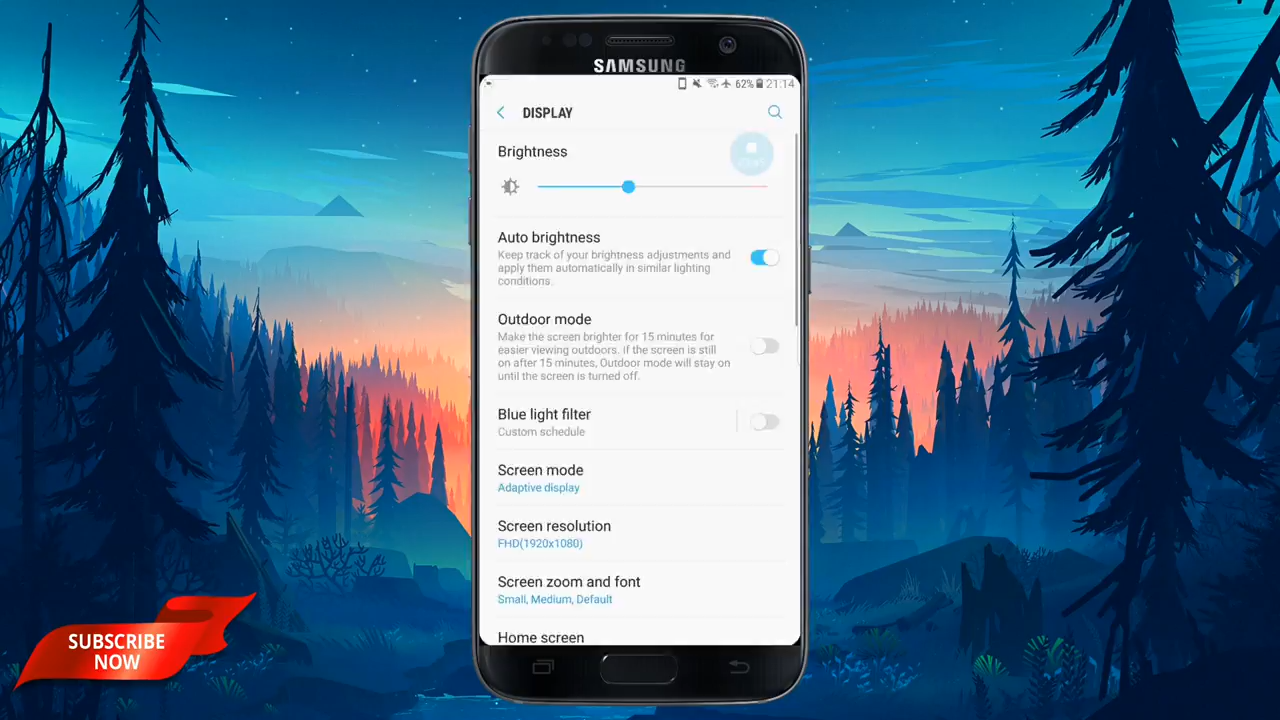 SAMSUNG
62% 21:14
DISPLAY
Brightness
Auto brightness
Keep track of your brightness adjustments and
apply them automatically in similar lighting
conditions.
Outdoor mode
Make the screen brighter for 15 minutes for
easier viewing outdoors. If the screen is still
on after 15 minutes, Outdoor mode will stay on
until the screen is turned off.
Blue light filter
Custom schedule
Screen mode
Adaptive display
Screen resolution
FHD(1920x1080)
Screen zoom and font
Small, Medium, Default
Home screen
SUBSCRIBE
NOW